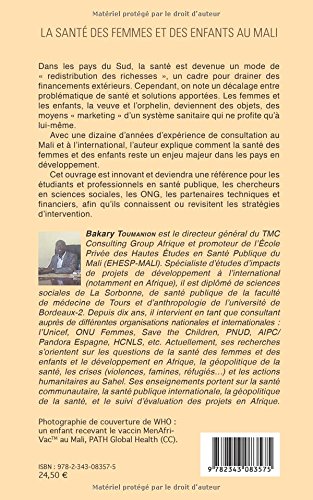 Matériel protégé par le droit d'auteur
LA SANTÉ DES FEMMES ET DES ENFANTS AU MALI
Dans les pays du Sud, la santé est devenue un mode de
« redistribution des richesses », un cadre pour drainer des
financements extérieurs. Cependant, on note un décalage entre
problématique de santé et solutions apportées. Les femmes et
les enfants, la veuve et l'orphelin, deviennent des objets, des
moyens « marketing » d'un système sanitaire qui ne profite qu'à
lui-même.
Avec une dizaine d'années d'expérience de consultation au
Mali et à l'international, l'auteur explique comment la santé des
femmes et des enfants reste un enjeu majeur dans les pays en
développement.
Cet ouvrage est innovant et deviendra une référence pour les
étudiants et professionnels en santé publique, les chercheurs
en sciences sociales, les ONG, les partenaires techniques et
financiers, afin qu'ils connaissent ou revisitent les stratégies
d'intervention.
Bakary TOUMANION est le directeur général du TMC
Consulting Group Afrique et promoteur de l'École
Privée des Hautes Études en Santé Publique du
Mali (EHESP-MALI). Spécialiste d'études d'impacts
de projets de développement à l'international
(notamment en Afrique), il est diplômé de sciences
sociales de La Sorbonne, de santé publique de la faculté
de médecine de Tours et d'anthropologie de l'université de
Bordeaux-2. Depuis dix ans, il intervient en tant que consultant
auprès de différentes organisations nationales et internationales :
l'Unicef, ONU Femmes, Save the Children, PNUD, AIPC/
Pandora Espagne, HCNLS, etc. Actuellement, ses recherches
s'orientent sur les questions de la santé des femmes et des
enfants et le développement en Afrique, la géopolitique de la
santé, les crises (violences, famines, réfugiés…) et les actions
humanitaires au Sahel. Ses enseignements portent sur la santé
communautaire, la santé publique internationale, la géopolitique
de la santé, et le suivi d'évaluation des projets en Afrique.
Photographie de couverture de WHO :
un enfant recevant le vaccin MenAfri-
Vac™ au Mali, PATH Global Health (CC).
ISBN : 978-2-343-08357-5
24,50 €
9 782343 083575
Matériel protégé par le droit d'auteur